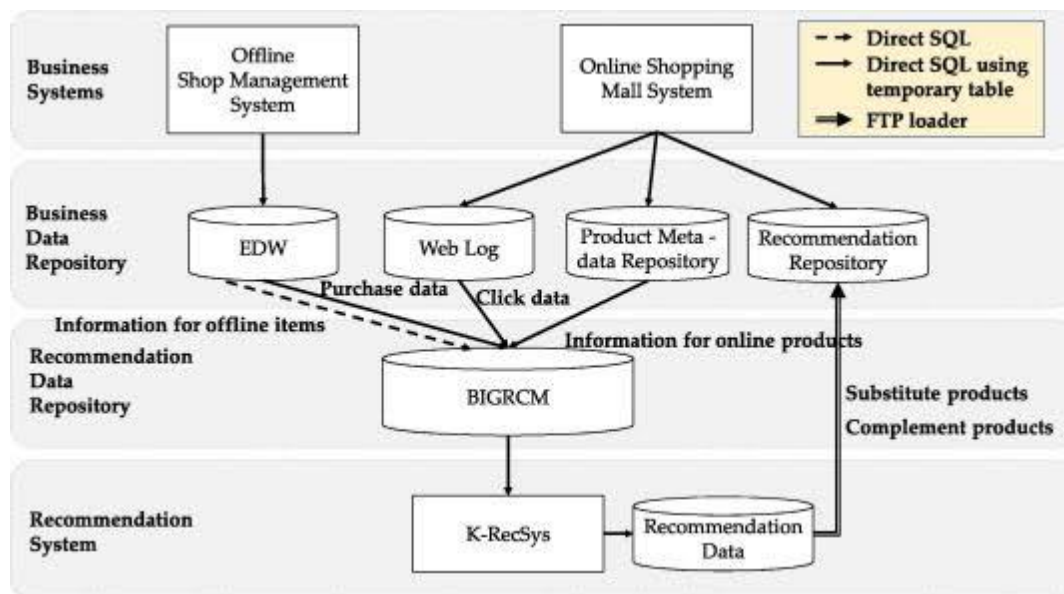 Business
Systems
Offline
Shop Management
System
Online Shopping
Mall System
Direct SQL
Direct SQL using
temporary table
FTP loader
Business
Data
Repository
EDW
Web Log
Product Meta -
data Repository
Recommendation
Repository
Purchase data
Click data
Information for offline items
Information for online products
Recommendation
Data
Repository
BIGRCM
Substitute products
Complement products
Recommendation
System
K-RecSys
Recommendation
Data